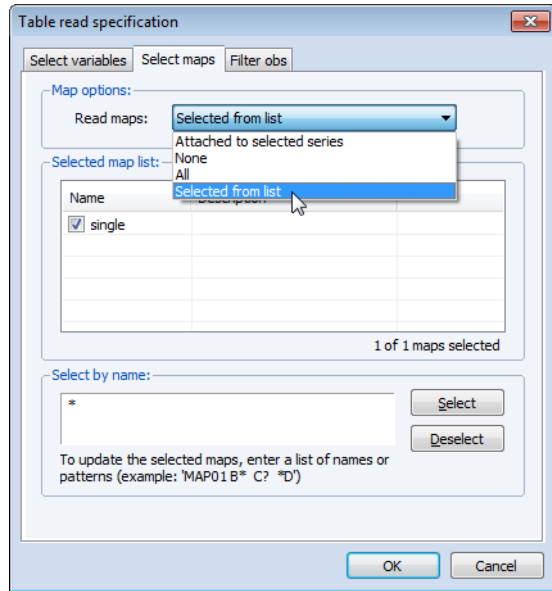 Table read specification
Select variables Select maps Filter obs
Map options:
Read maps: Selected from list
Attached to selected series
None
All
Selected from list
Selected map list:
Name Description
single
1 of 1 maps selected
Select by name:
*
Select
Deselect
To update the selected maps, enter a list of names or
patterns (example: 'MAP01 B* C? *D')
OK Cancel